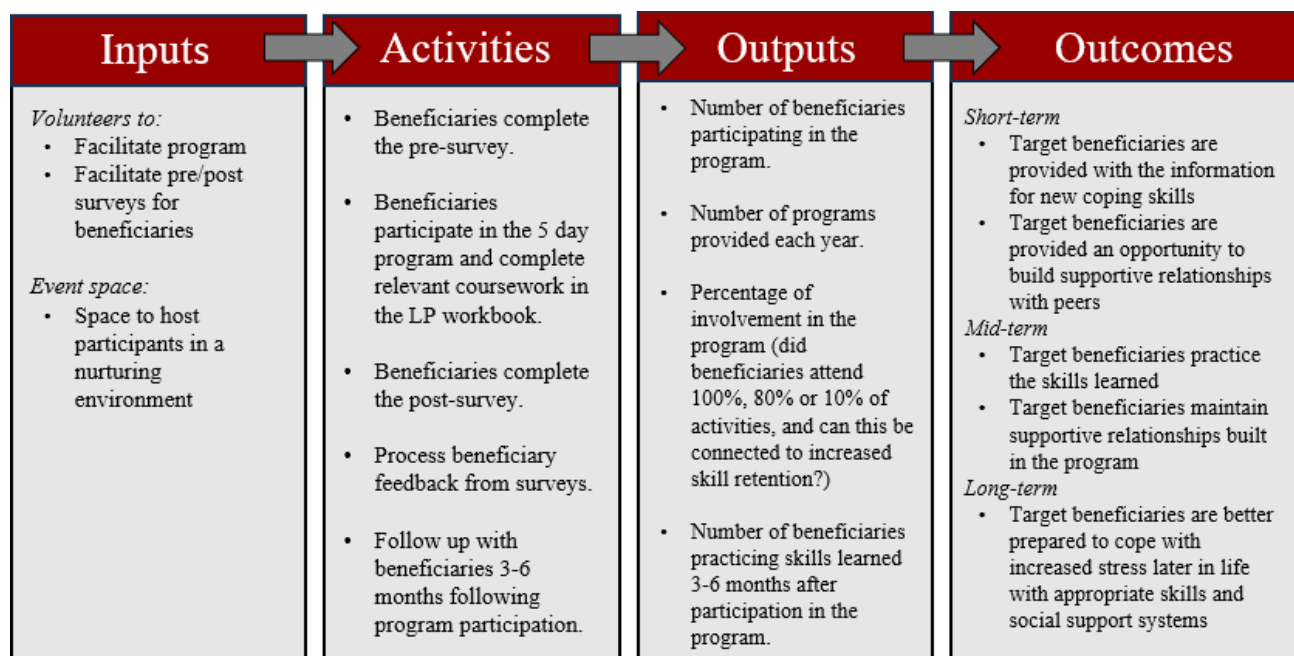 Inputs
Volunteers to:
• Facilitate program
• Facilitate pre/post
surveys for
beneficiaries
Event space:
• Space to host
participants in a
nurturing
environment
Activities
• Beneficiaries complete
the pre-survey.
• Beneficiaries
participate in the 5 day
program and complete
relevant coursework in
the LP workbook.
• Beneficiaries complete
the post-survey.
• Process beneficiary
feedback from surveys.
• Follow up with
beneficiaries 3-6
months following
program participation.
Outputs
• Number of beneficiaries
participating in the
program.
• Number of programs
provided each year.
• Percentage of
involvement in the
program (did
beneficiaries attend
100%, 80% or 10% of
activities, and can this be
connected to increased
skill retention?)
• Number of beneficiaries
practicing skills learned
3-6 months after
participation in the
program.
Outcomes
Short-term
• Target beneficiaries are
provided with the information
for new coping skills
• Target beneficiaries are
provided an opportunity to
build supportive relationships
with peers
Mid-term
• Target beneficiaries practice
the skills learned
• Target beneficiaries maintain
supportive relationships built
in the program
Long-term
• Target beneficiaries are better
prepared to cope with
increased stress later in life
with appropriate skills and
social support systems